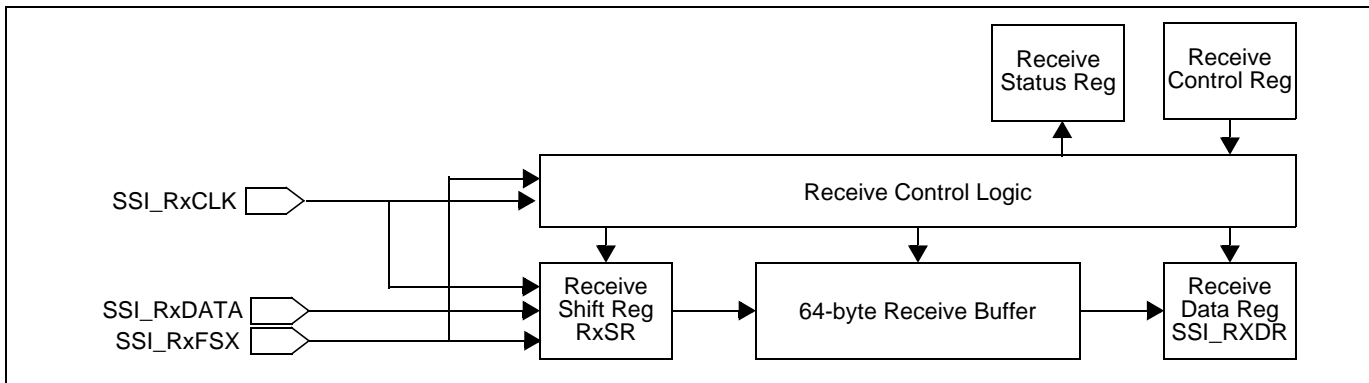 Receive
Status Reg
Receive
Control Reg
SSI_RxCLK
Receive Control Logic
SSI_RxDATA
SSI_RxFSX
Receive
Shift Reg
RxSR
64-byte Receive Buffer
Receive
Data Reg
SSI_RXDR